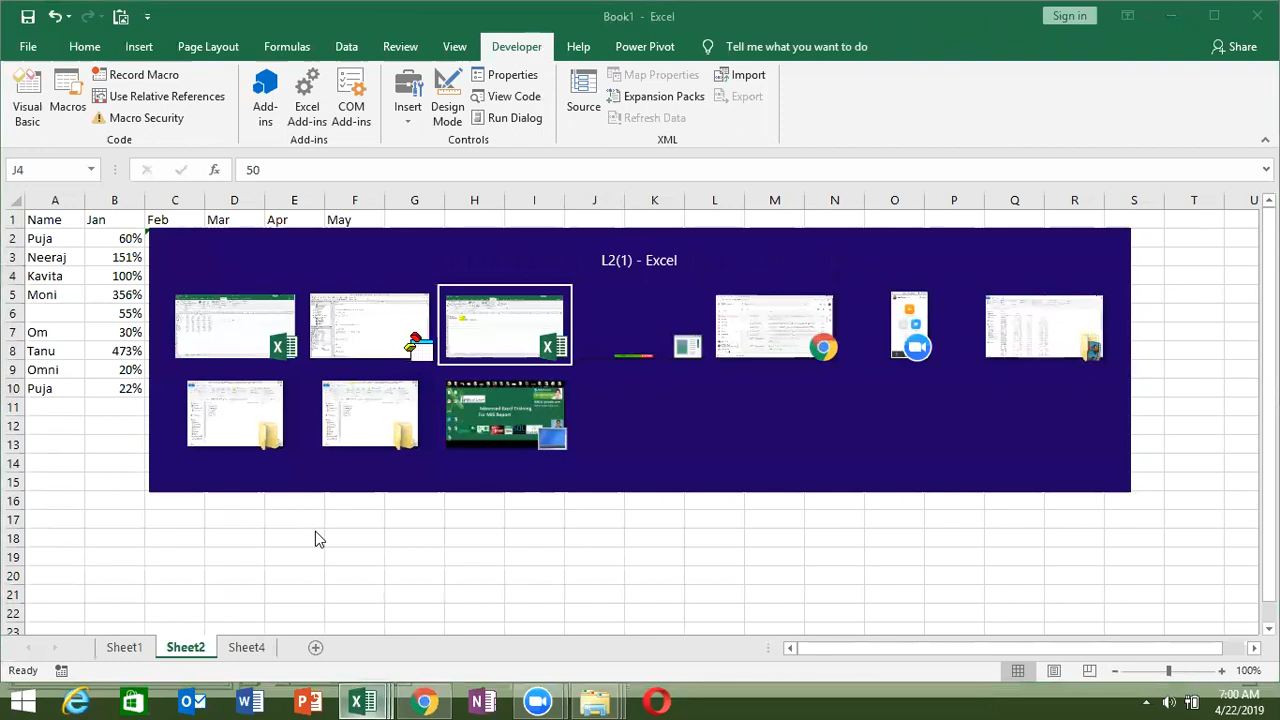 Book1 - Excel
Sign in
File Home Insert Page Layout Formulas Data Review View Developer Help Power Pivot Tell me what you want to do Share
Visual Basic
Macros
Record Macro
Use Relative References
Macro Security
Code
Add-ins
Excel Add-ins
COM Add-ins
Add-ins
Insert
Design Mode
Properties
View Code
Run Dialog
Controls
Source
Map Properties
Expansion Packs
Refresh Data
Import
Export
XML
J4 fx 50
A B C D E F G H I J K L M N O P Q R S T U
1 Name Jan Feb Mar Apr May
2 Puja 60%
3 Neeraj 151%
4 Kavita 100%
5 Moni 356%
6 55%
7 Om 30%
8 Tanu 473%
9 Omni 20%
10 Puja 22%
11
12
13
14
15
16
17
18
19
20
21
22
23
L2(1) - Excel
Advanced Excel Training
For MIS Report
Sheet1 Sheet2 Sheet4
Ready
100%
7:00 AM
4/22/2019